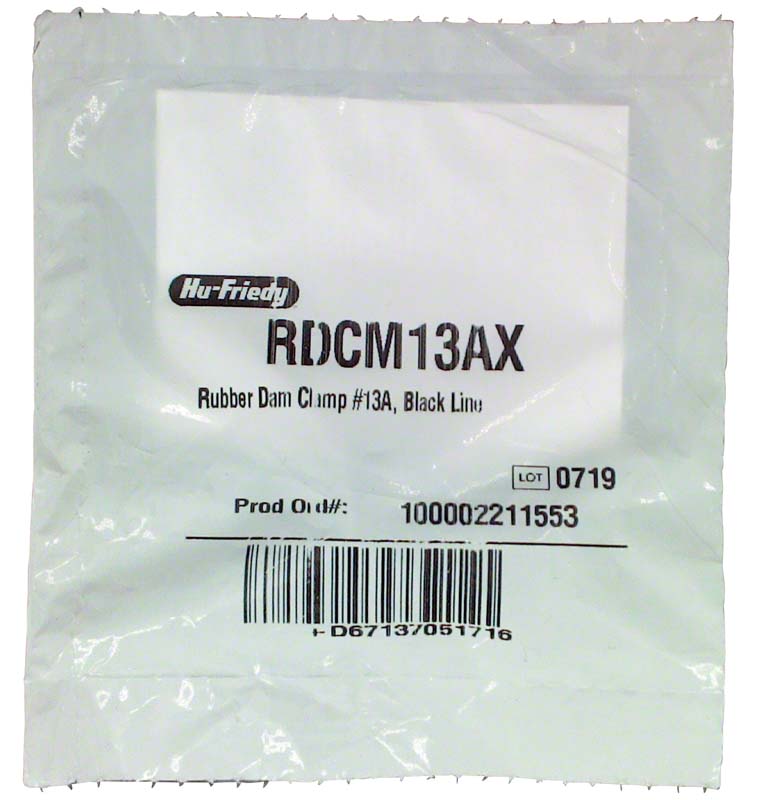 Hu-Friedy
RDCM13AX
Rubber Dam Clamp #13A, Black Line
LOT 0719
Prod Ord#: 100002211553
D67137051716